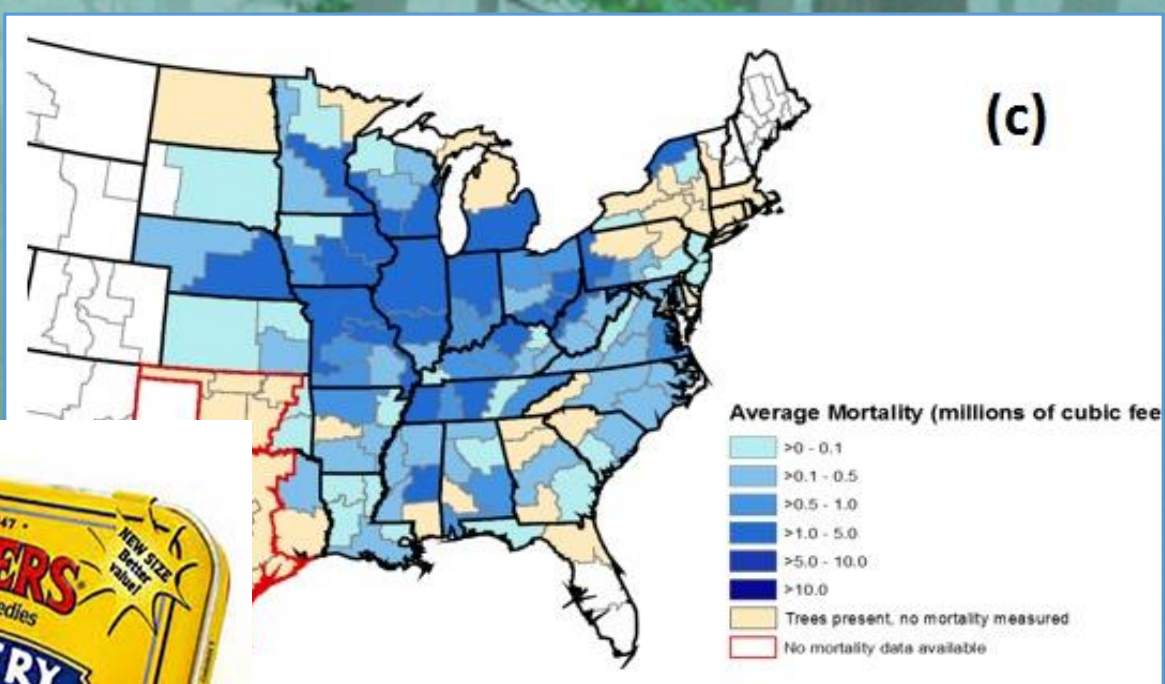 (c)
Average Mortality (millions of cubic fee
>0 - 0.1
>0.1 - 0.5
>0.5 - 1.0
>1.0 - 5.0
>5.0 - 10.0
>10.0
Trees present, no mortality measured
No mortality data available
47 •
NEW SIZE
Better
value!
ERS®
edies
RY